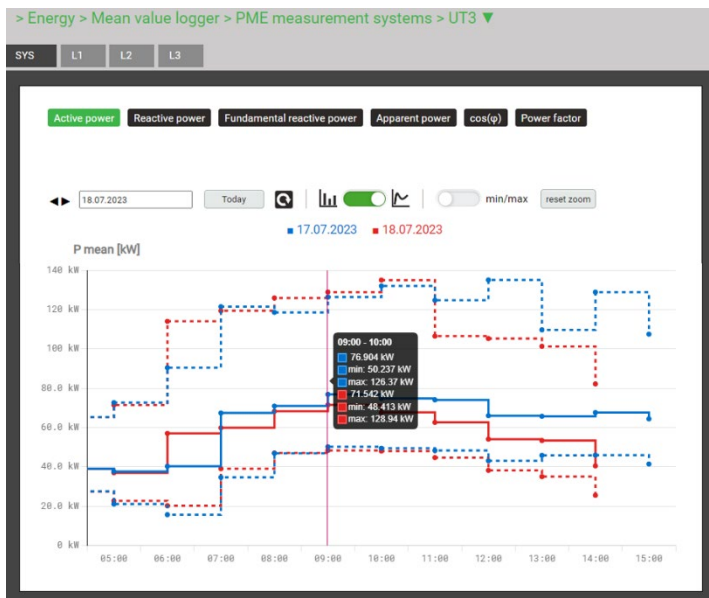 > Energy > Mean value logger > PME measurement systems > UT3 ▼
SYS L1 L2 L3
Active power Reactive power Fundamental reactive power Apparent power cos(φ) Power factor
18.07.2023 Today min/max reset zoom
17.07.2023 18.07.2023
P mean [kW]
140 kW
120 kW
100 kW
80.0 kW
60.0 kW
40.0 kW
20.0 kW
0 kW
09:00 - 10:00
76.904 kW
min: 50.237 kW
max: 126.37 kW
71.542 kW
min: 48.413 kW
max: 128.94 kW
05:00 06:00 07:00 08:00 09:00 10:00 11:00 12:00 13:00 14:00 15:00